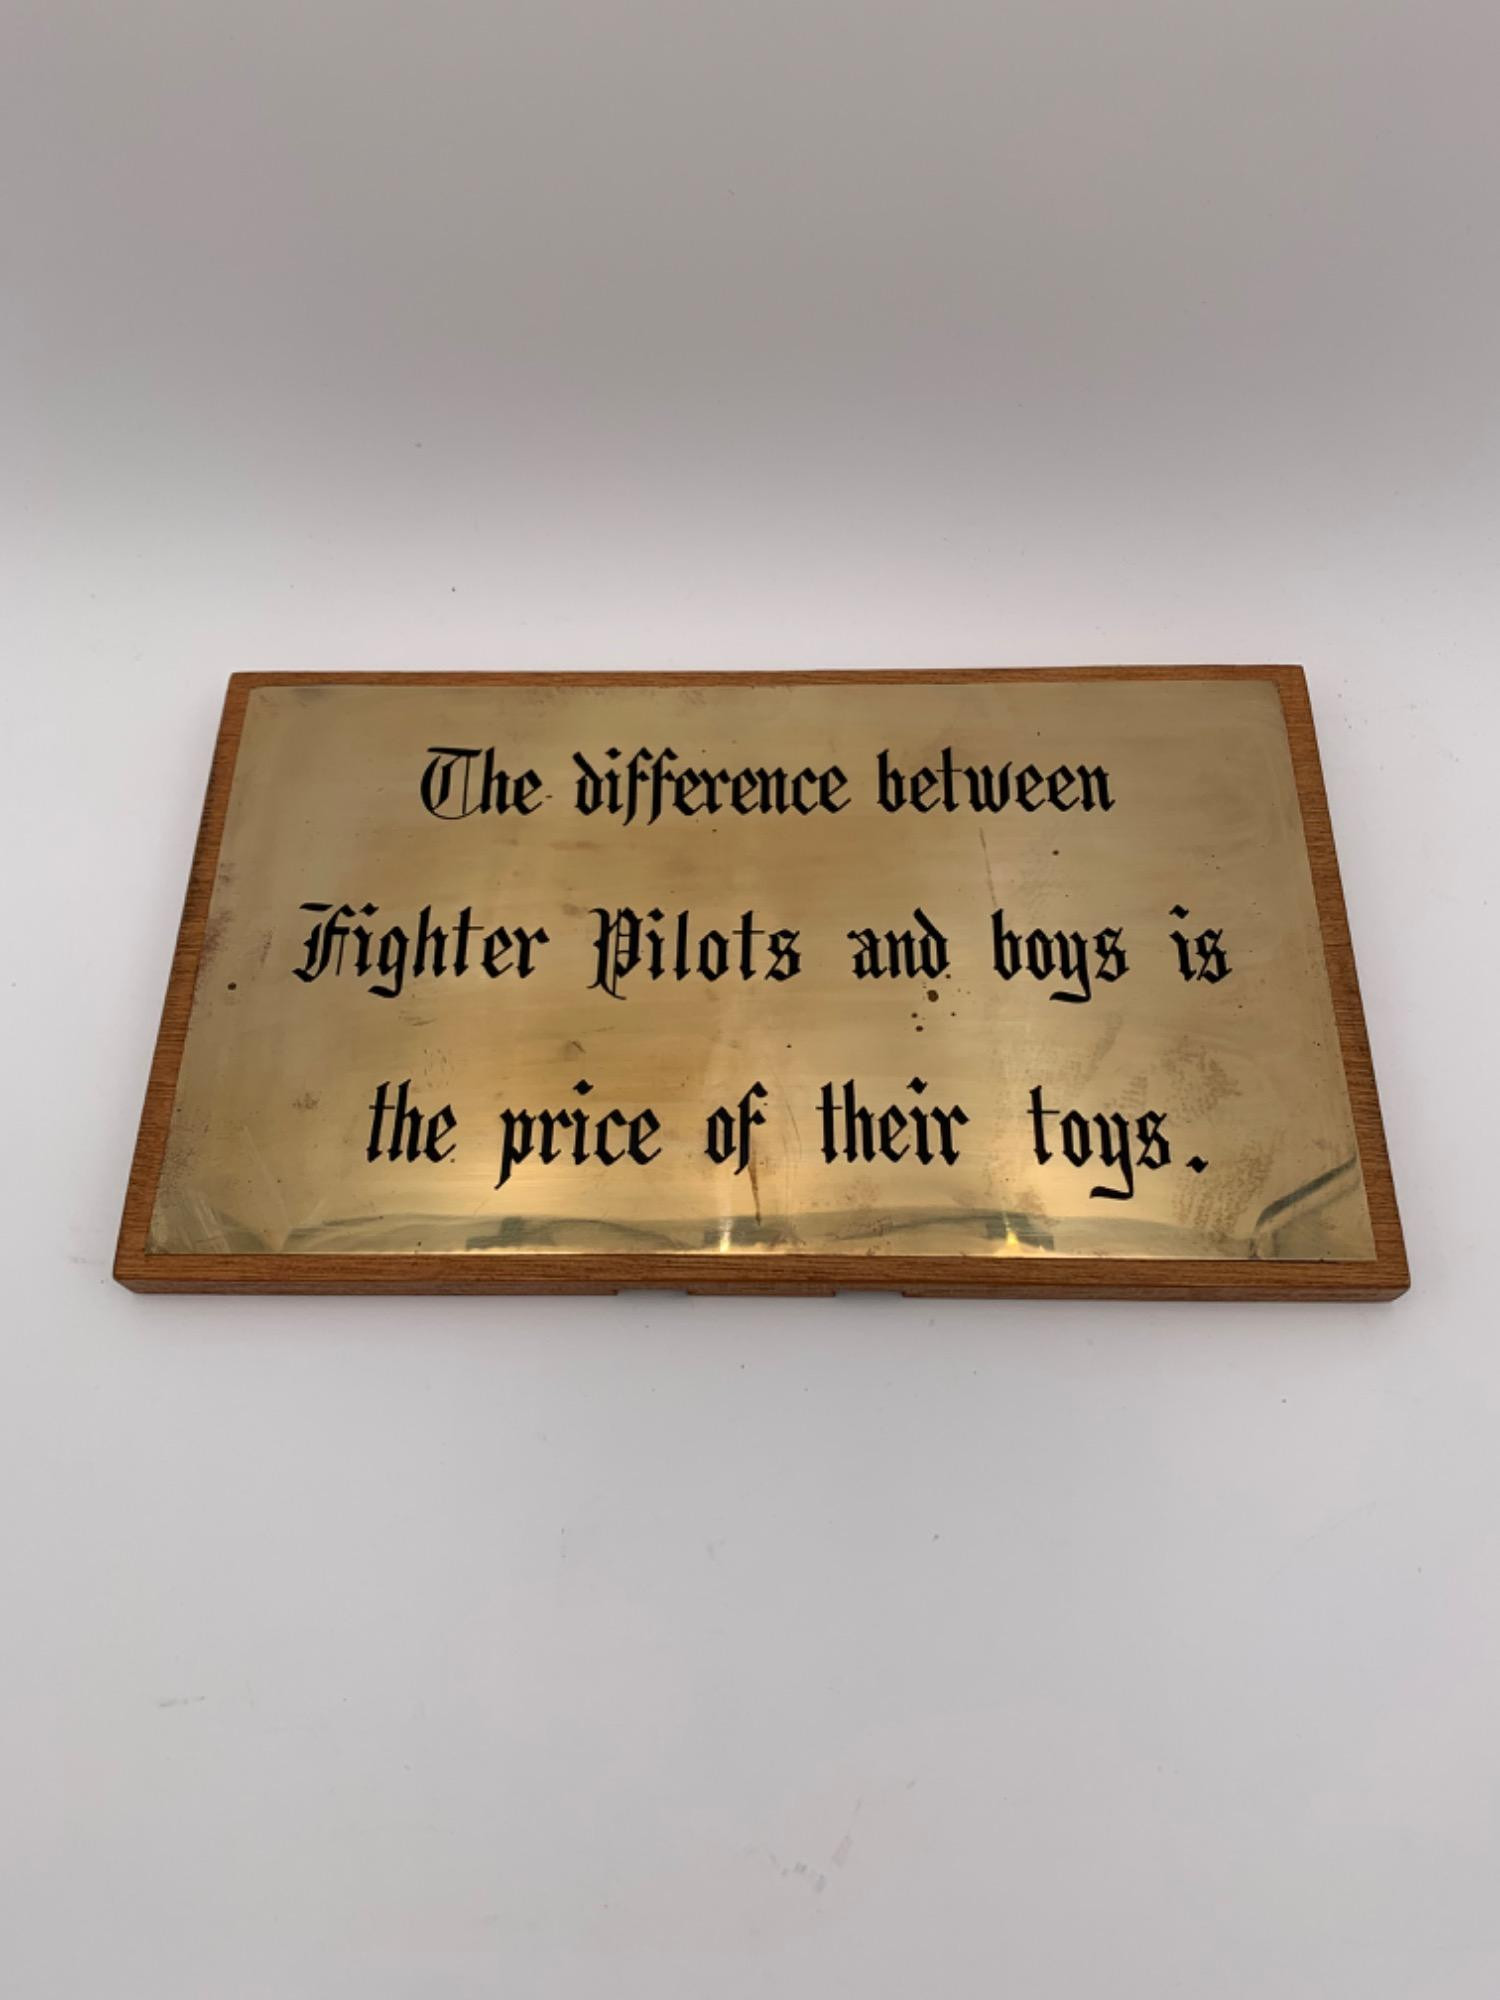 The difference between
Fighter Pilots and boys is
the price of their toys.